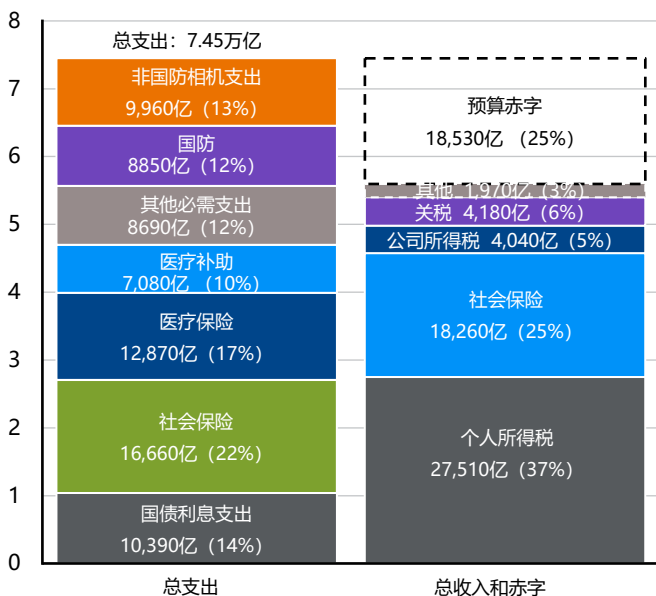 8
7
6
5
4
3
2
1
0
总支出：7.45万亿
非国防相机支出
9,960亿（13%）
国防
8850亿（12%）
其他必需支出
8690亿（12%）
医疗补助
7,080亿（10%）
医疗保险
12,870亿（17%）
社会保险
16,660亿（22%）
国债利息支出
10,390亿（14%）
预算赤字
18,530亿 （25%）
其他 1,970亿（3%）
关税 4,180亿（6%）
公司所得税 4,040亿（5%）
社会保险
18,260亿（25%）
个人所得税
27,510亿（37%）
总支出
总收入和赤字